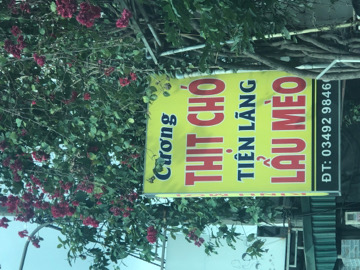 Cường
THỊT CHÓ
TIÊN LÃNG
LẨU MÈO
ĐT: 03492 9846